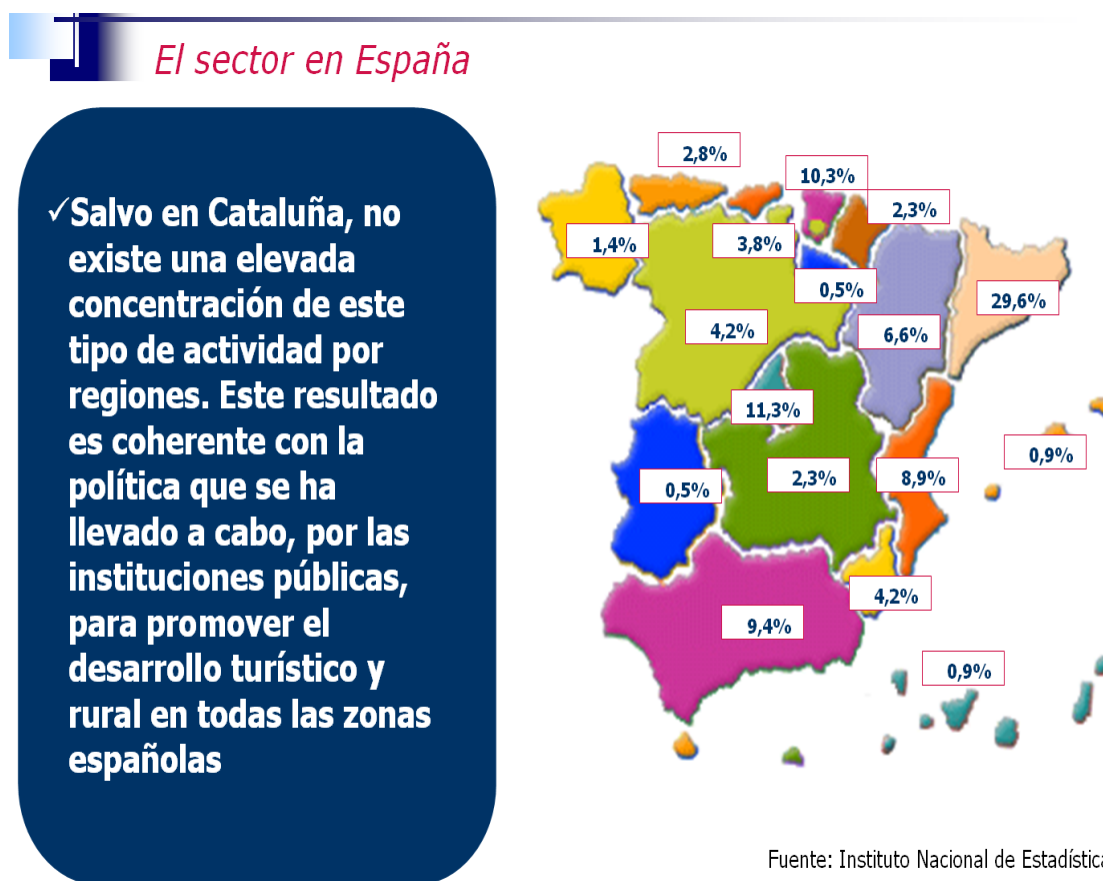 El sector en España
✓Salvo en Cataluña, no
existe una elevada
concentración de este
tipo de actividad por
regiones. Este resultado
es coherente con la
política que se ha
llevado a cabo, por las
instituciones públicas,
para promover el
desarrollo turístico y
rural en todas las zonas
españolas
2,8%
10,3%
2,3%
1,4%
3,8%
0,5%
29,6%
4,2%
6,6%
11,3%
0,9%
0,5%
2,3%
8,9%
4,2%
9,4%
0,9%
Fuente: Instituto Nacional de Estadística